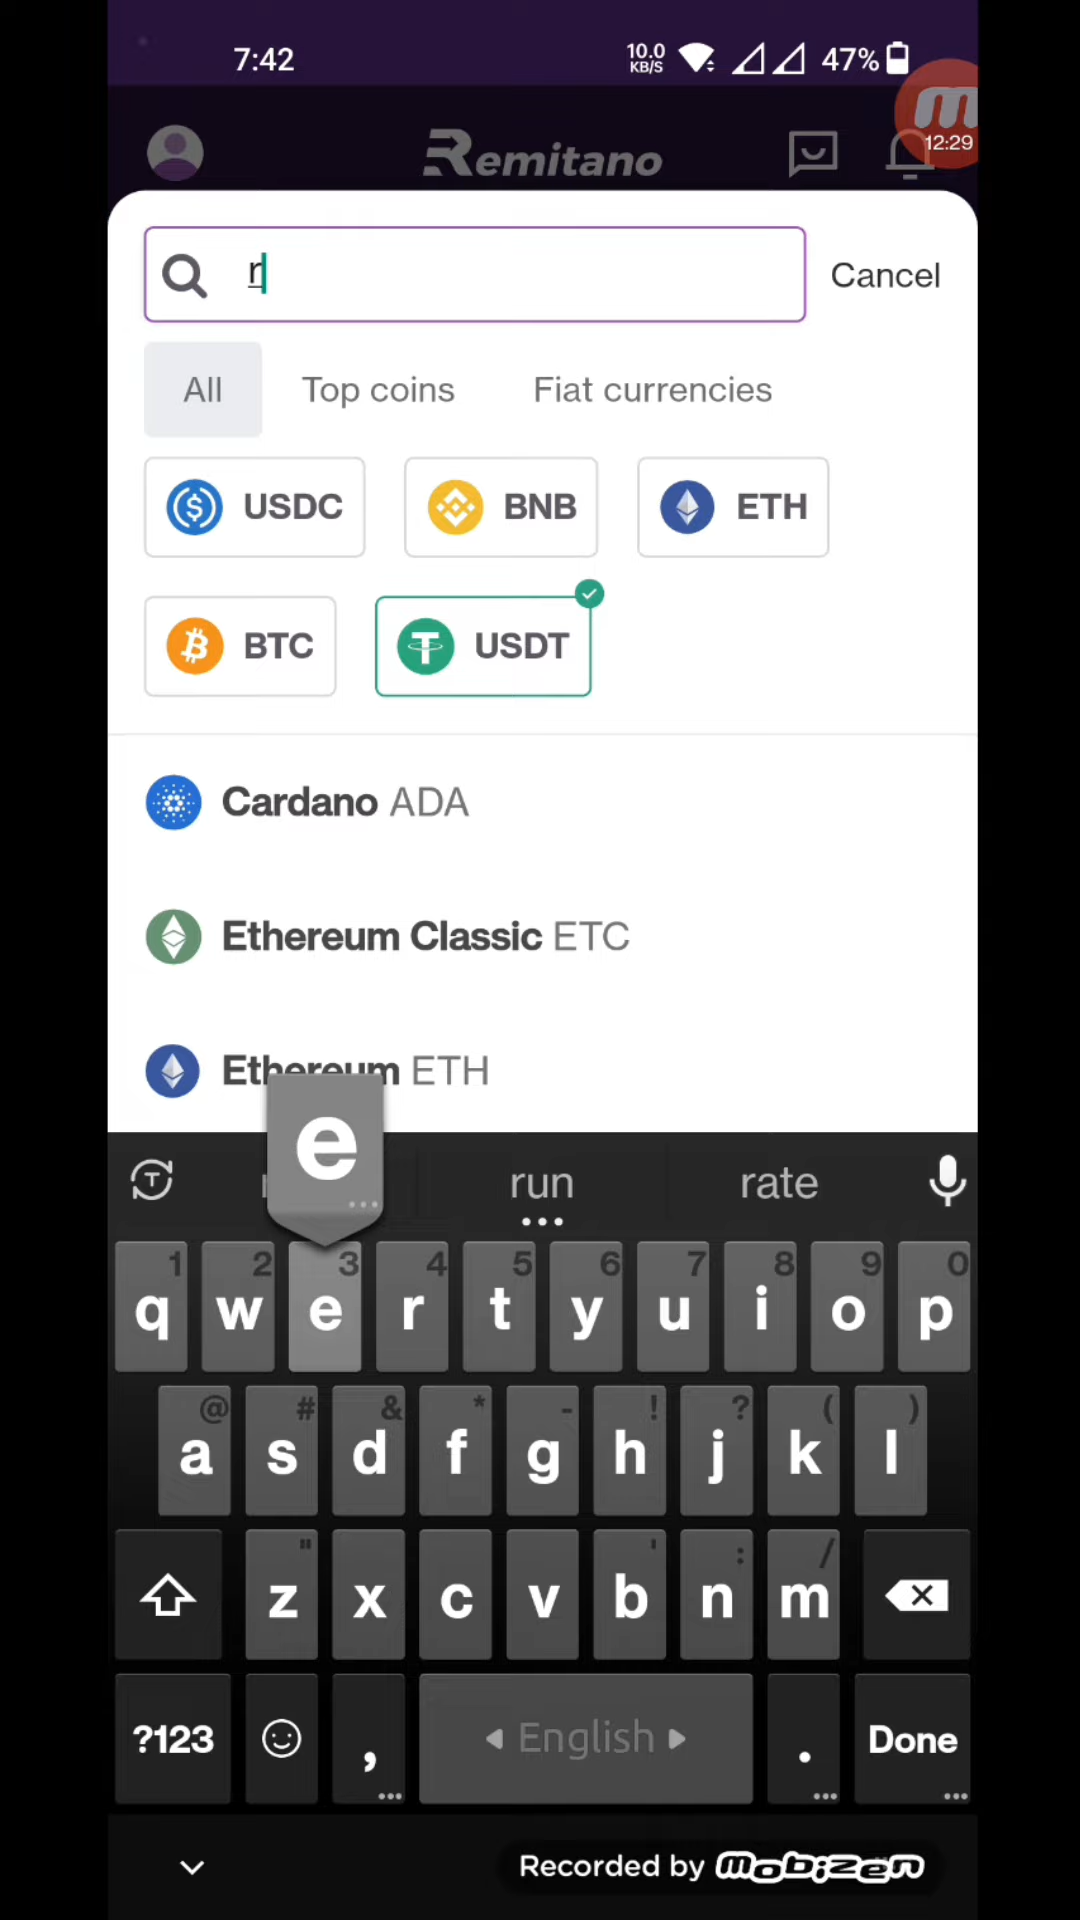 7:42 10.0 KB/S 47%
Remitano 12:29
r Cancel
All Top coins Fiat currencies
USDC BNB ETH
BTC USDT
Cardano ADA
Ethereum Classic ETC
Ethereum ETH
e
run rate
1 2 3 4 5 6 7 8 9 0
q w e r t y u i o p
@ # & * - ! ? ( )
a s d f g h j k l
" ' : /
z x c v b n m
?123 , English . Done
Recorded by mobizen